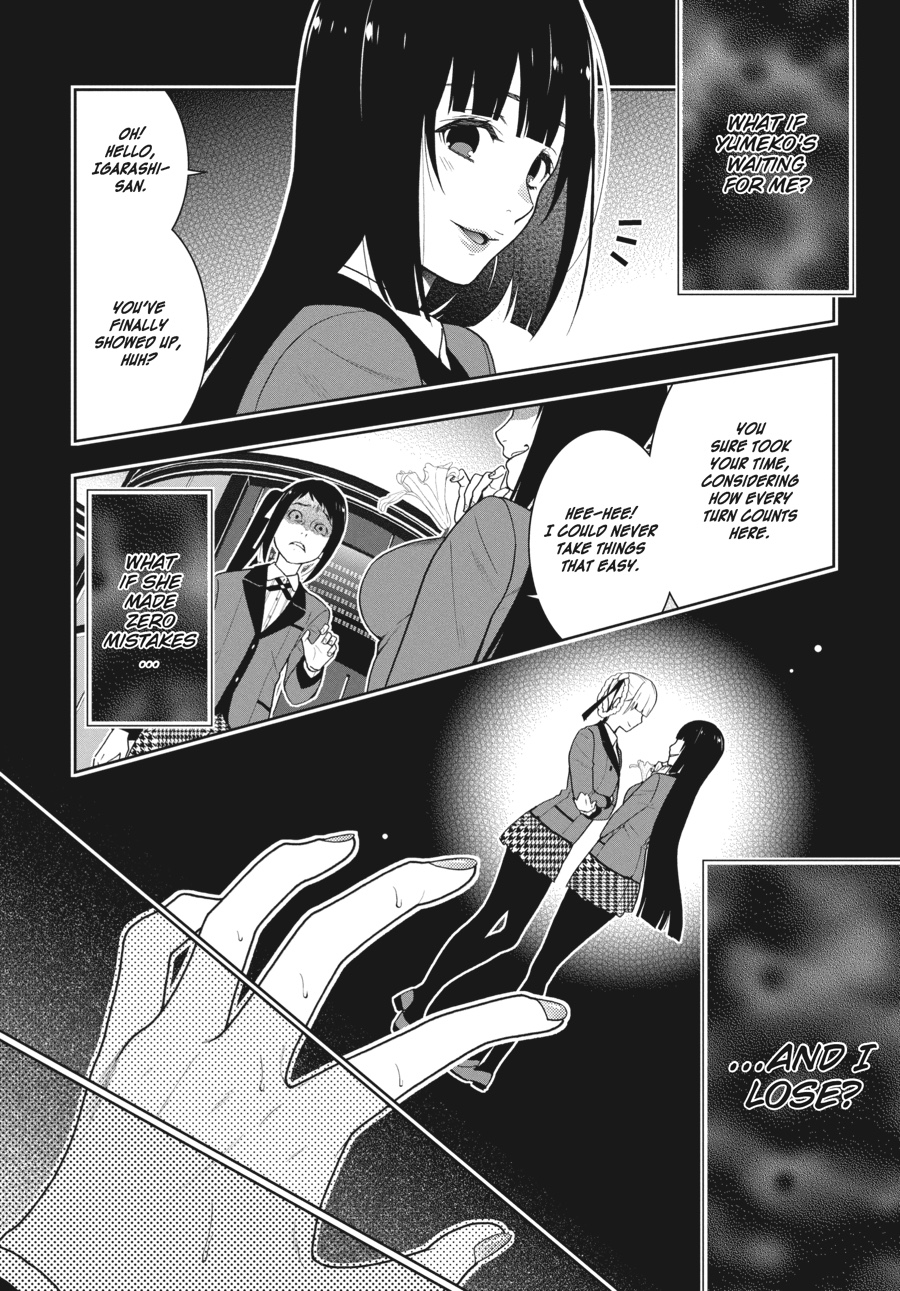 WHAT IF
YUMEKO'S
WAITING
FOR ME?
OH!
HELLO,
IGARASHI-
SAN.
YOU'VE
FINALLY
SHOWED UP,
HUH?
YOU
SURE TOOK
YOUR TIME,
CONSIDERING
HOW EVERY
TURN COUNTS
HERE.
HEE-HEE!
I COULD NEVER
TAKE THINGS
THAT EASY.
WHAT
IF SHE
MADE
ZERO
MISTAKES
...
...AND I
LOSE?